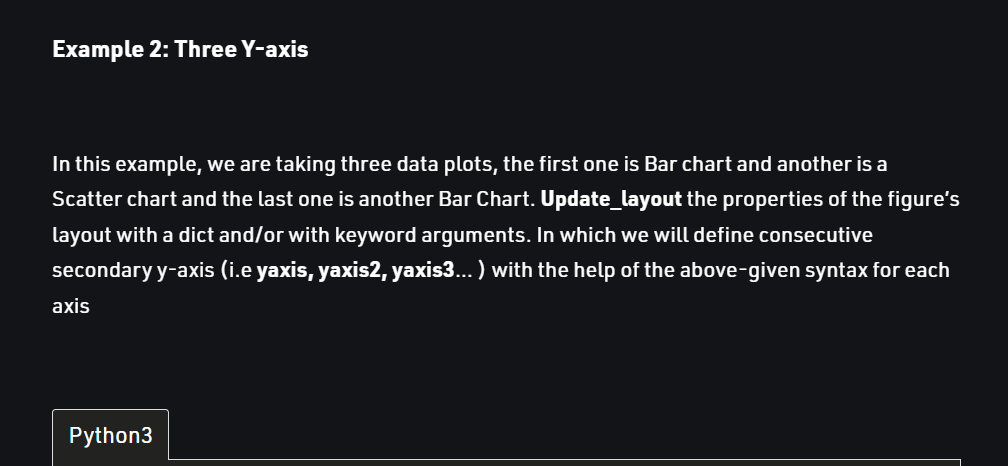 Example 2: Three Y-axis
In this example, we are taking three data plots, the first one is Bar chart and another is a
Scatter chart and the last one is another Bar Chart. Update_layout the properties of the figure’s
layout with a dict and/or with keyword arguments. In which we will define consecutive
secondary y-axis (i.e yaxis, yaxis2, yaxis3… ) with the help of the above-given syntax for each
axis
Python3